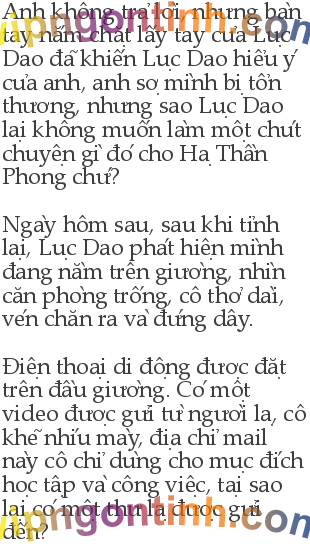 Anh không trả lời, nhưng bàn
tay nắm chặt lấy tay của Lục
Dao đã khiến Lục Dao hiểu ý
của anh, anh sợ mình bị tổn
thương, nhưng sao Lục Dao
lại không muốn làm một chút
chuyện gì đó cho Hạ Thần
Phong chứ?
Ngày hôm sau, sau khi tỉnh
lại, Lục Dao phát hiện mình
đang nằm trên giường, nhìn
căn phòng trống, cô thở dài,
vén chăn ra và đứng dậy.
Điện thoại di động được đặt
trên đầu giường. Có một
video được gửi từ người lạ, cô
khẽ nhíu mày, địa chỉ mail
này cô chỉ dùng cho mục đích
học tập và công việc, tại sao
lại có một thư lạ được gửi
đến?